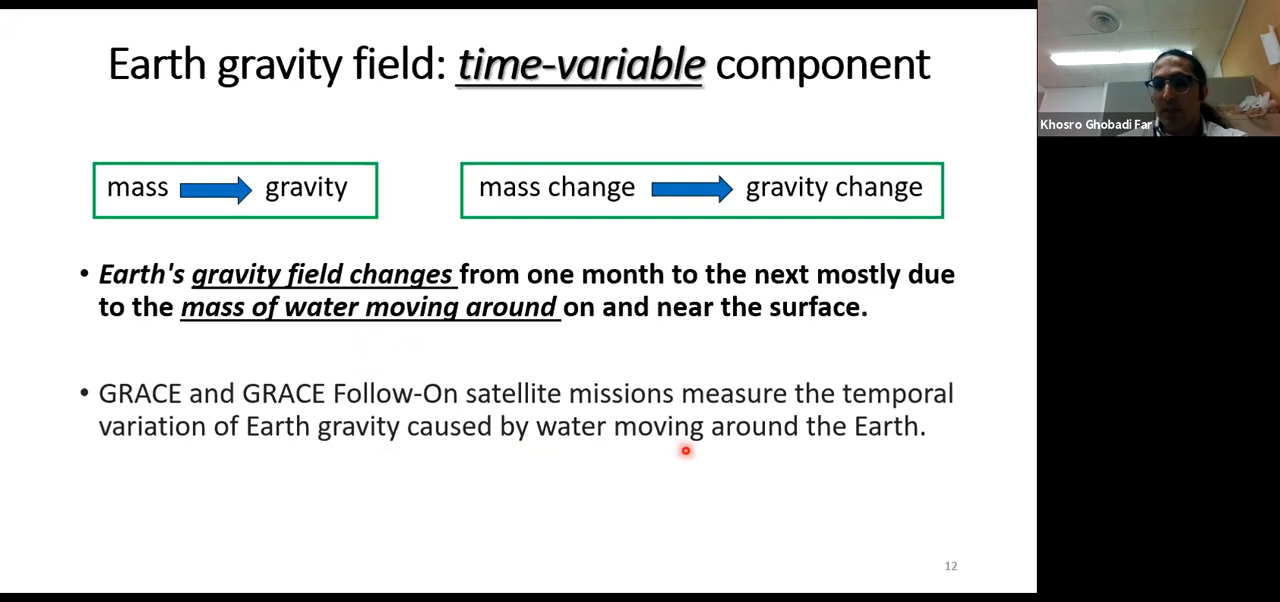 Earth gravity field: time-variable component
mass gravity
mass change gravity change
• Earth's gravity field changes from one month to the next mostly due
to the mass of water moving around on and near the surface.
• GRACE and GRACE Follow-On satellite missions measure the temporal
variation of Earth gravity caused by water moving around the Earth.
12
Khosro Ghobadi Far